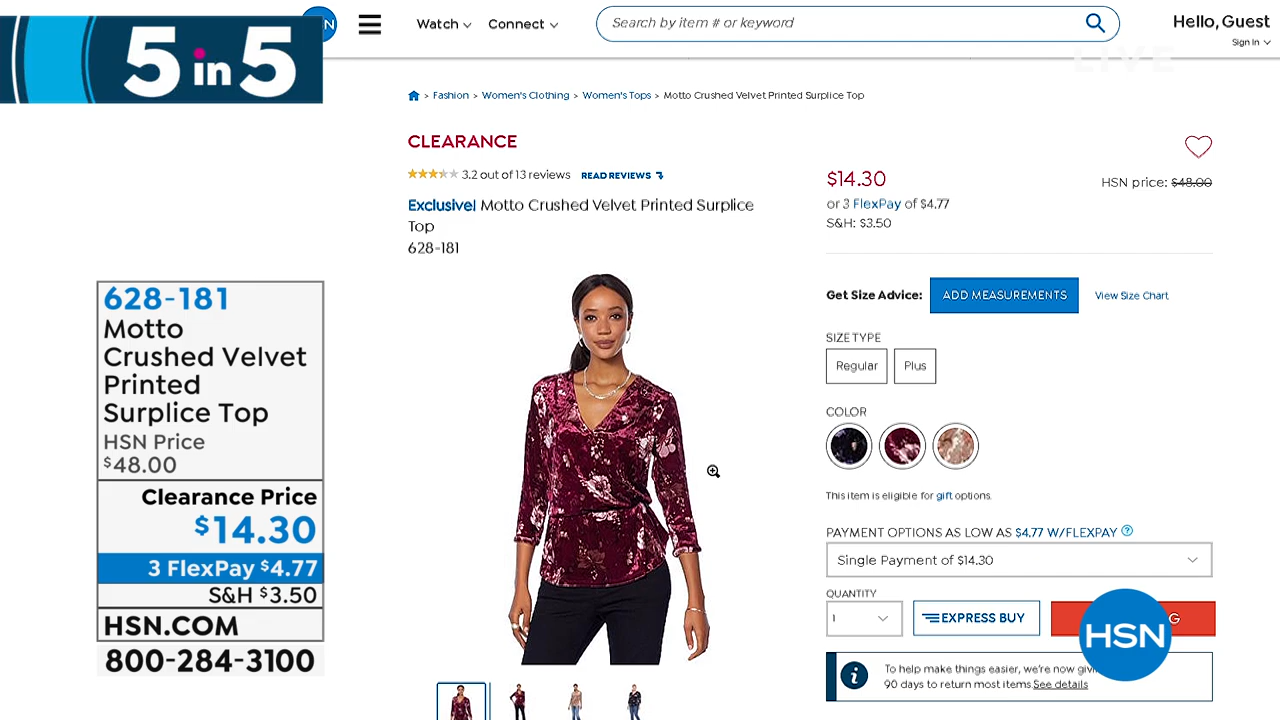 5 in 5
N
Watch
Connect
Search by item # or keyword
Hello, Guest
Sign In
LIVE
> Fashion > Women's Clothing > Women's Tops > Motto Crushed Velvet Printed Surplice Top
CLEARANCE
3.2 out of 13 reviews READ REVIEWS
Exclusive! Motto Crushed Velvet Printed Surplice
Top
628-181
$14.30
HSN price: $48.00
or 3 FlexPay of $4.77
S&H: $3.50
Get Size Advice: ADD MEASUREMENTS View Size Chart
SIZE TYPE
Regular Plus
COLOR
This item is eligible for gift options.
PAYMENT OPTIONS AS LOW AS $4.77 W/FLEXPAY ?
Single Payment of $14.30
QUANTITY
1
EXPRESS BUY
G
HSN
i
To help make things easier, we're now givi
90 days to return most items.See details
628-181
Motto
Crushed Velvet
Printed
Surplice Top
HSN Price
$48.00
Clearance Price
$14.30
3 FlexPay $4.77
S&H $3.50
HSN.COM
800-284-3100